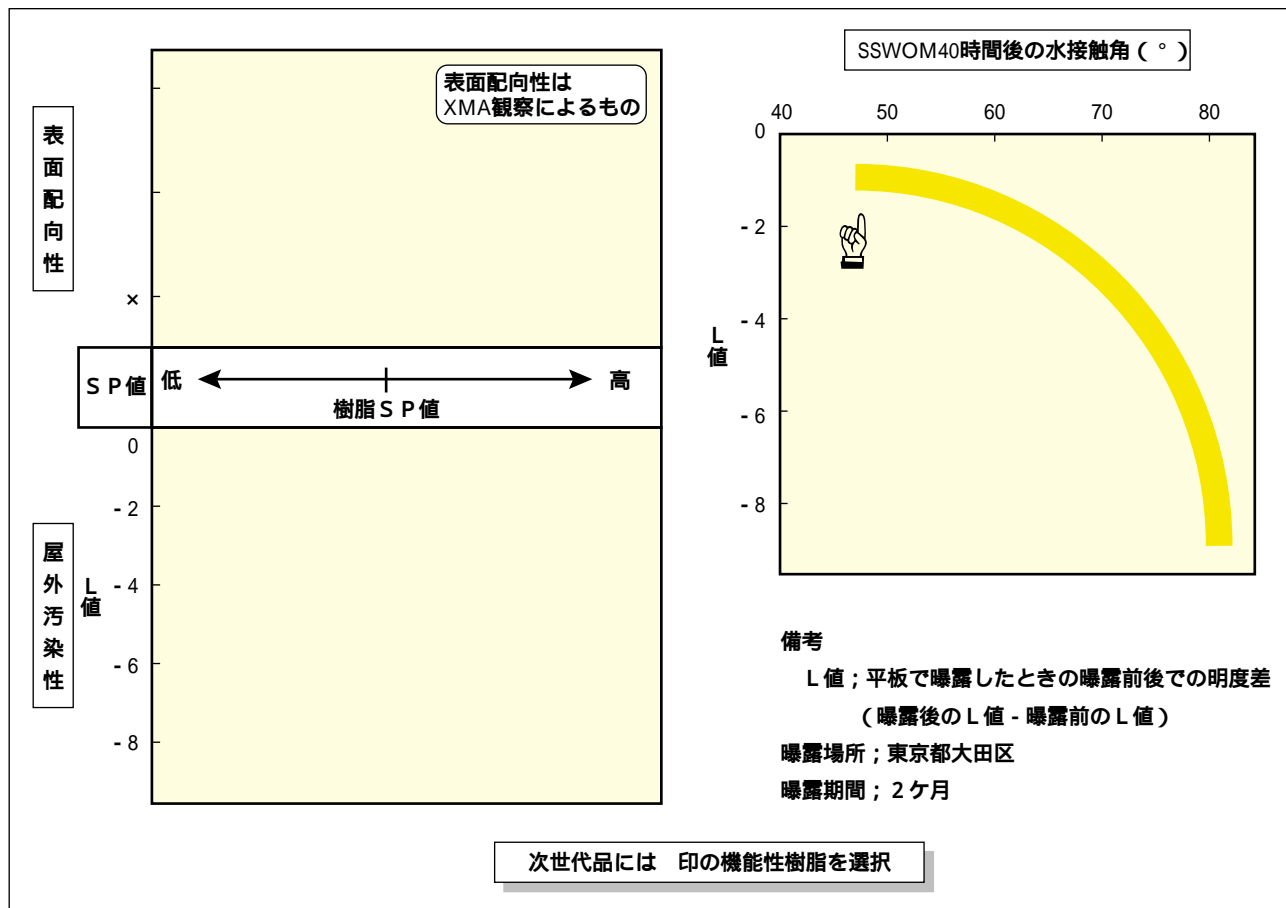 表面配向性は
XMA観察によるもの
表面配向性
×
SP値
低
高
樹脂SP値
0
-2
-4
-6
-8
L値
屋外汚染性
SSWOM40時間後の水接触角(°)
40 50 60 70 80
0
-2
-4
-6
-8
L値
備考
L値;平板で曝露したときの曝露前後での明度差
(曝露後のL値-曝露前のL値)
曝露場所;東京都大田区
曝露期間;2ケ月
次世代品には 印の機能性樹脂を選択